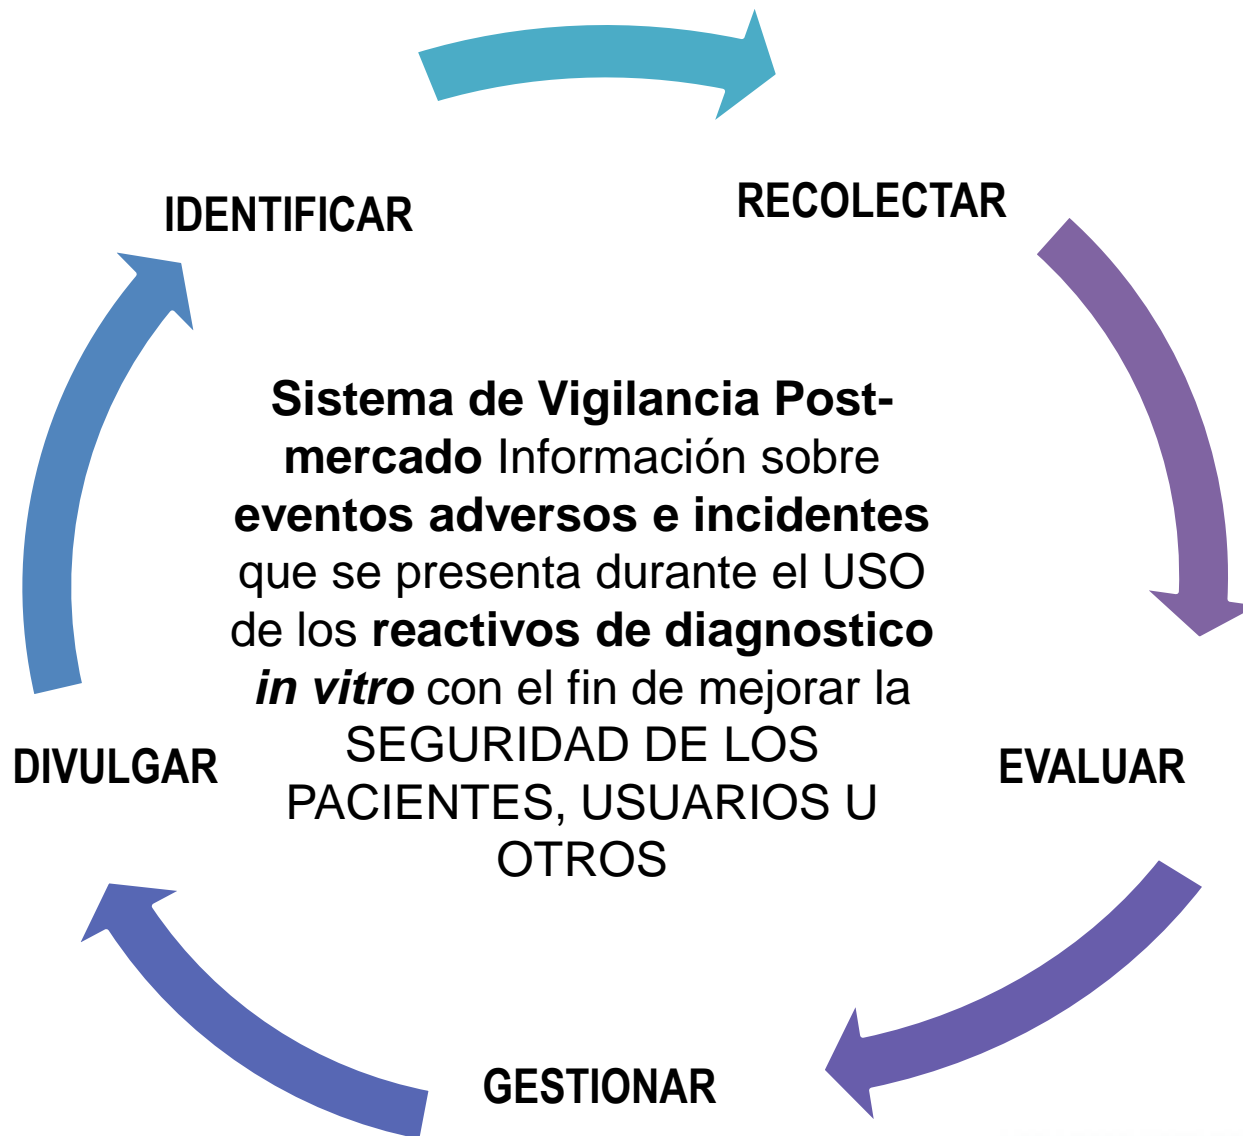 IDENTIFICAR
RECOLECTAR
Sistema de Vigilancia Post-
mercado Información sobre
eventos adversos e incidentes
que se presenta durante el USO
de los reactivos de diagnostico
in vitro con el fin de mejorar la
SEGURIDAD DE LOS
PACIENTES, USUARIOS U
OTROS
DIVULGAR
EVALUAR
GESTIONAR